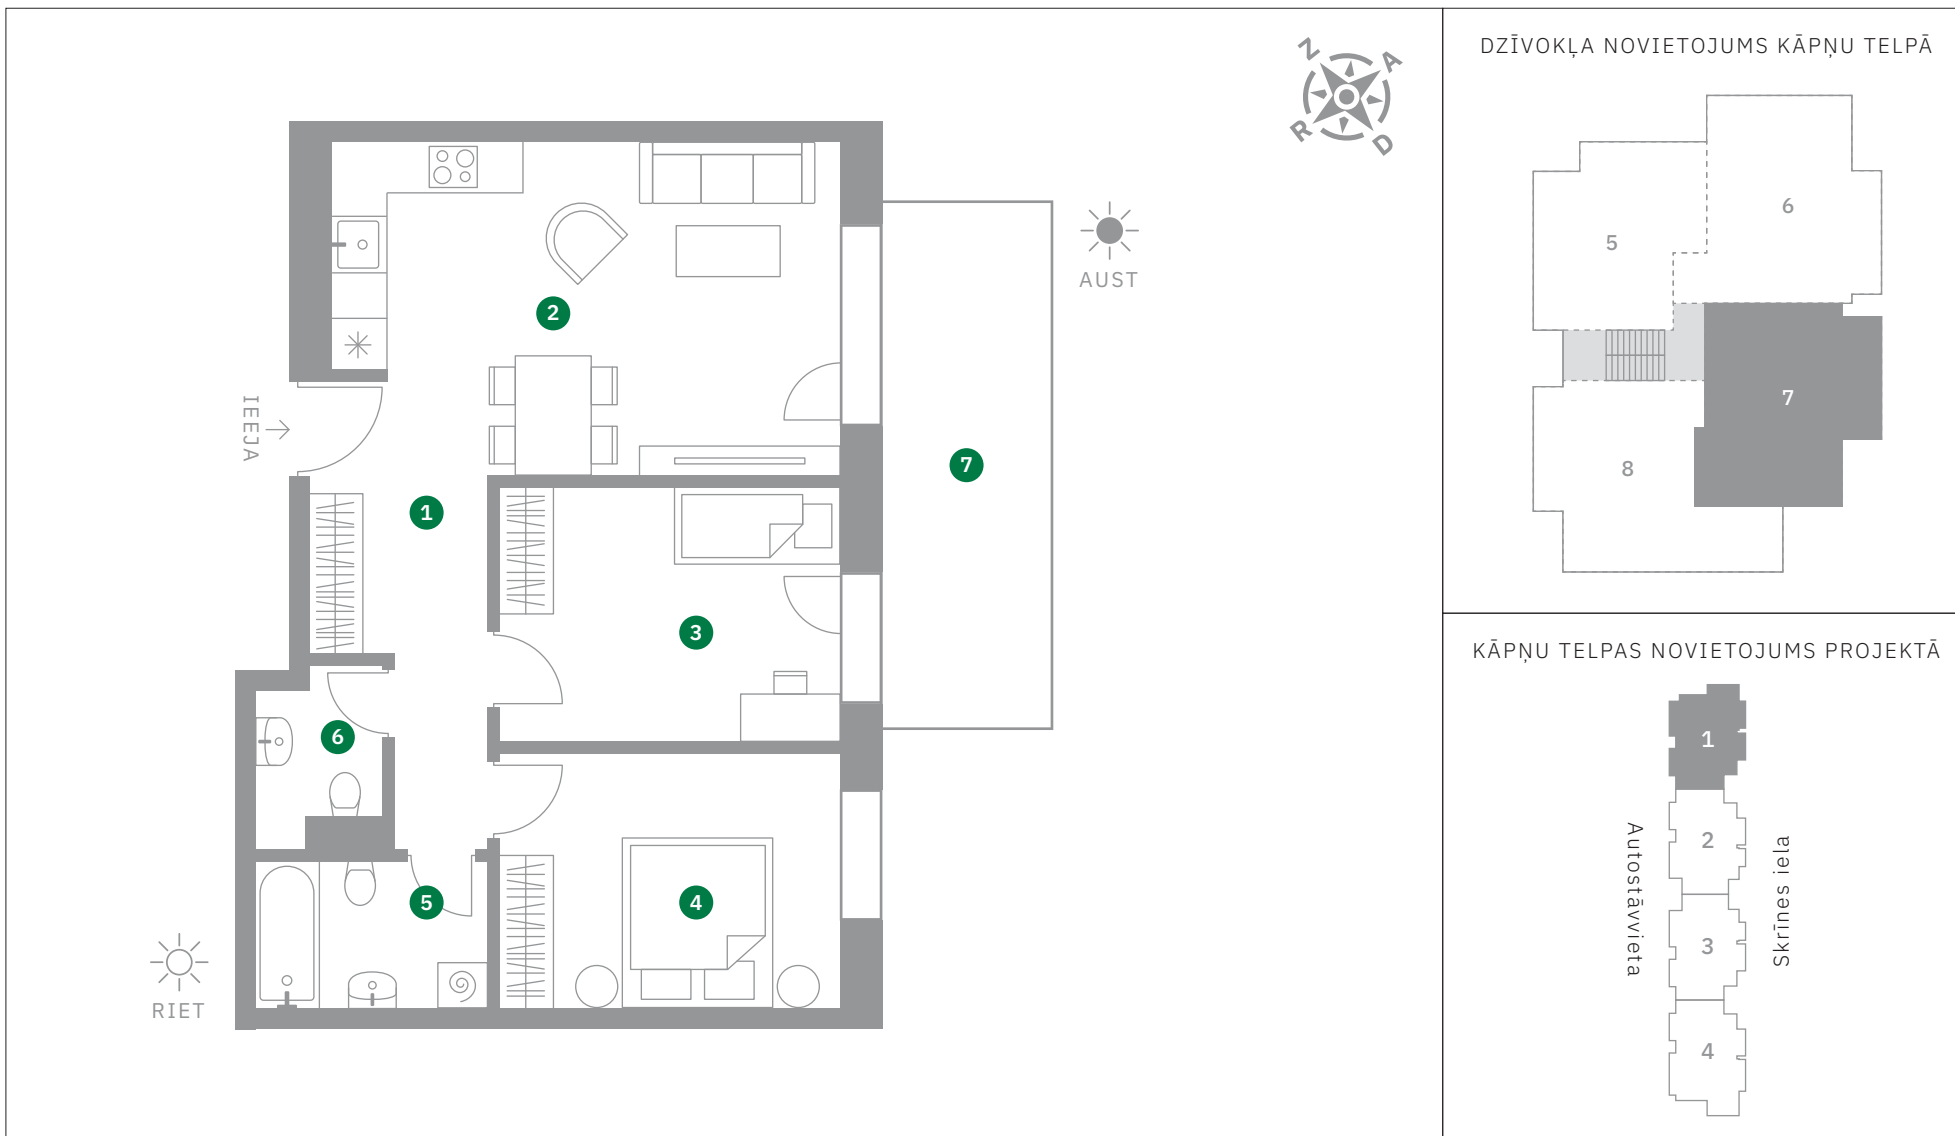 Z
A
R
D
AUST
IEEJA
2
1
7
3
6
4
5
RIET
DZĪVOKĻA NOVIETOJUMS KĀPŅU TELPĀ
6
5
7
8
KĀPŅU TELPAS NOVIETOJUMS PROJEKTĀ
1
2
3
4
Autostāvvieta
Skrīnes iela